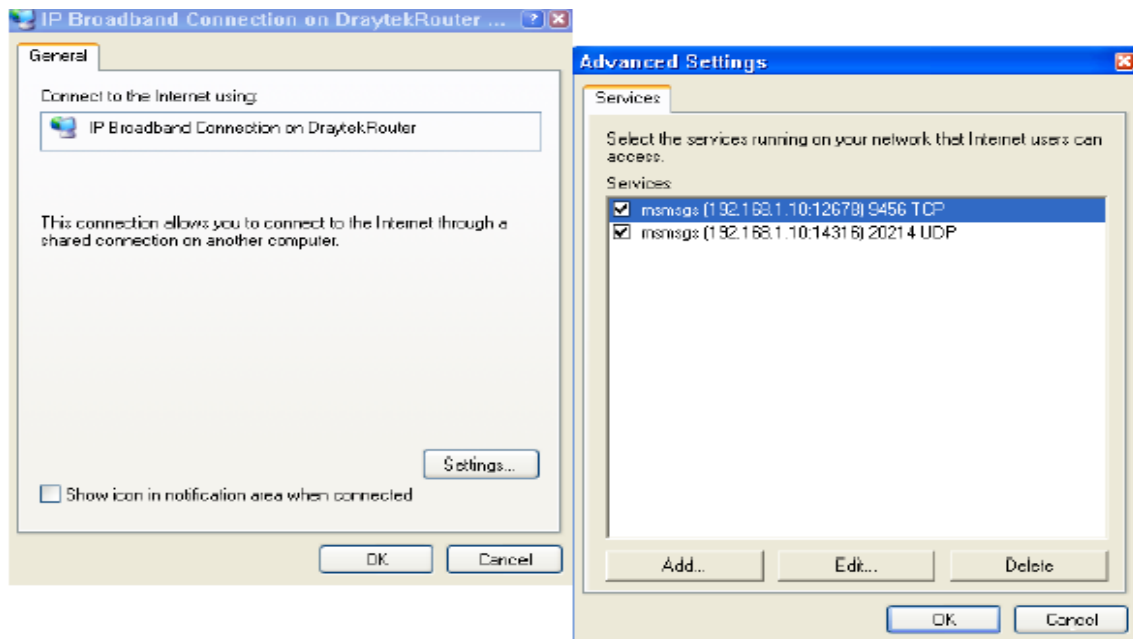 IP Broadband Connection on DraytekRouter ...
General
Connect to the Internet using:
IP Broadband Connection on DraytekRouter
This connection allows you to connect to the Internet through a
shared connection on another computer.
Settings...
Show icon in notification area when connected
OK
Cancel
Advanced Settings
Services
Select the services running on your network that Internet users can
access.
Services
msmsgs (192.168.1.10:12678) 9456 TCP
msmsgs (192.168.1.10:14316) 20214 UDP
Add...
Edit...
Delete
OK
Cancel